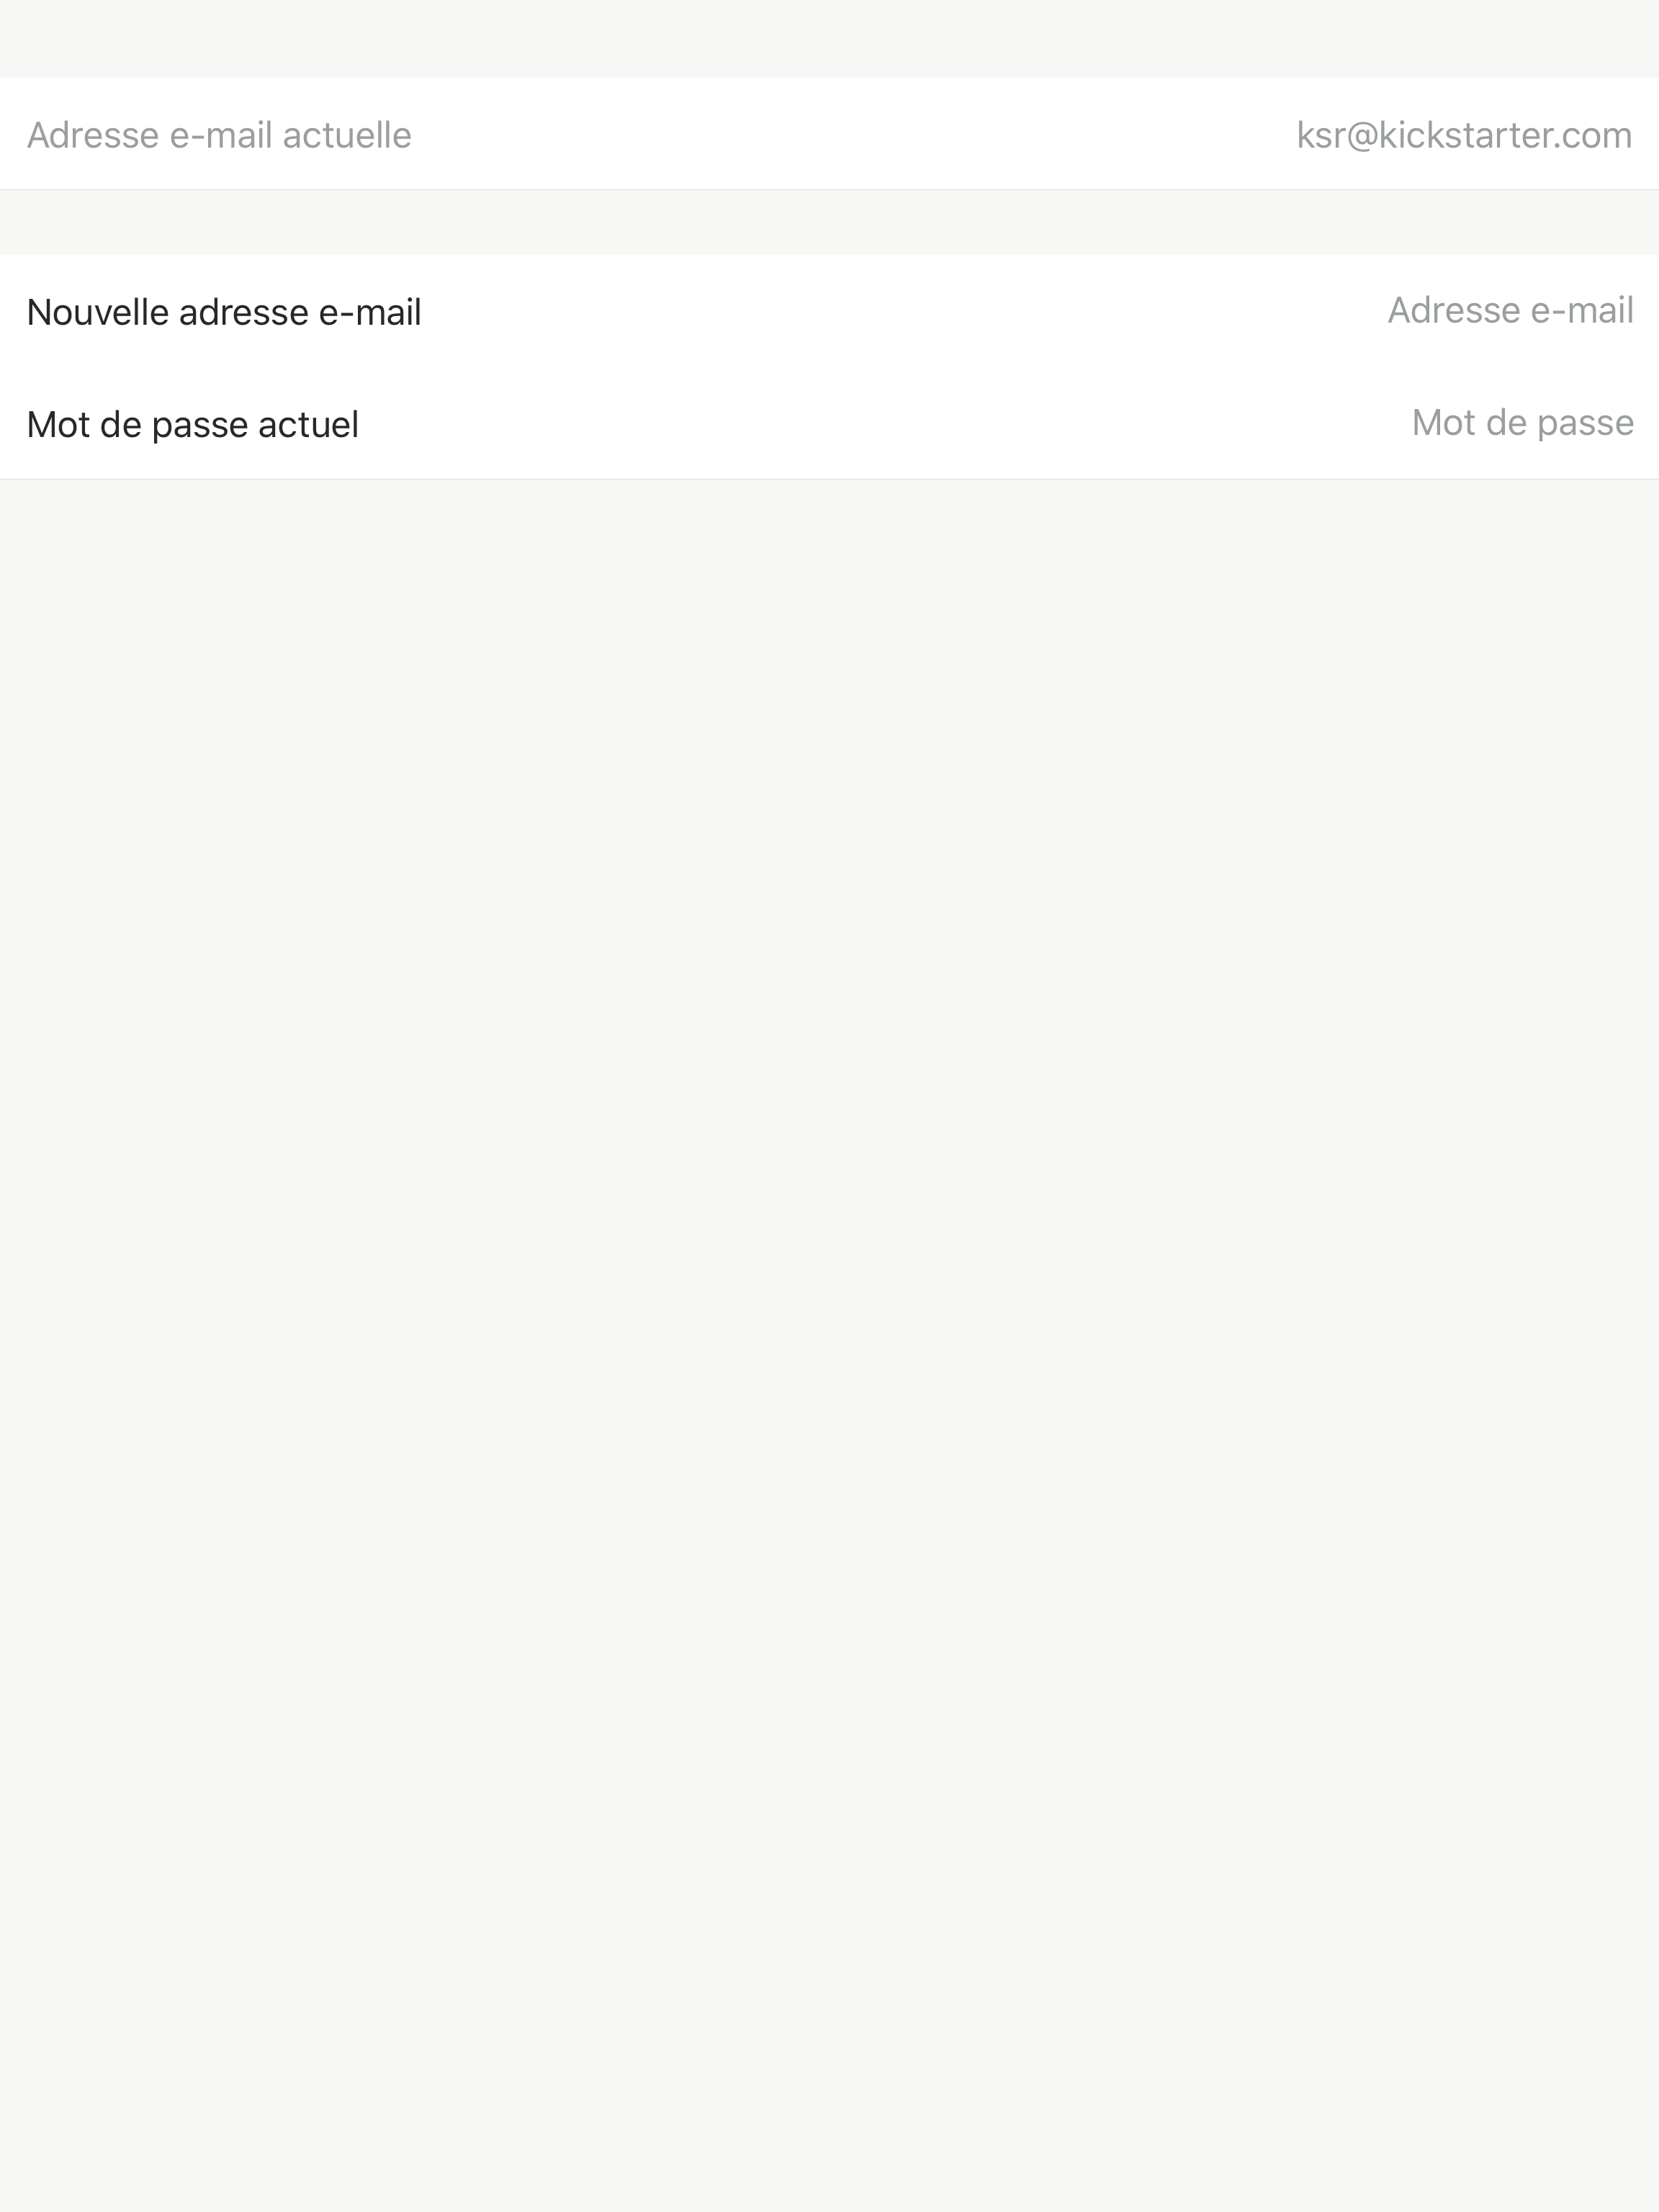 Adresse e-mail actuelle ksr@kickstarter.com
Nouvelle adresse e-mail Adresse e-mail
Mot de passe actuel Mot de passe